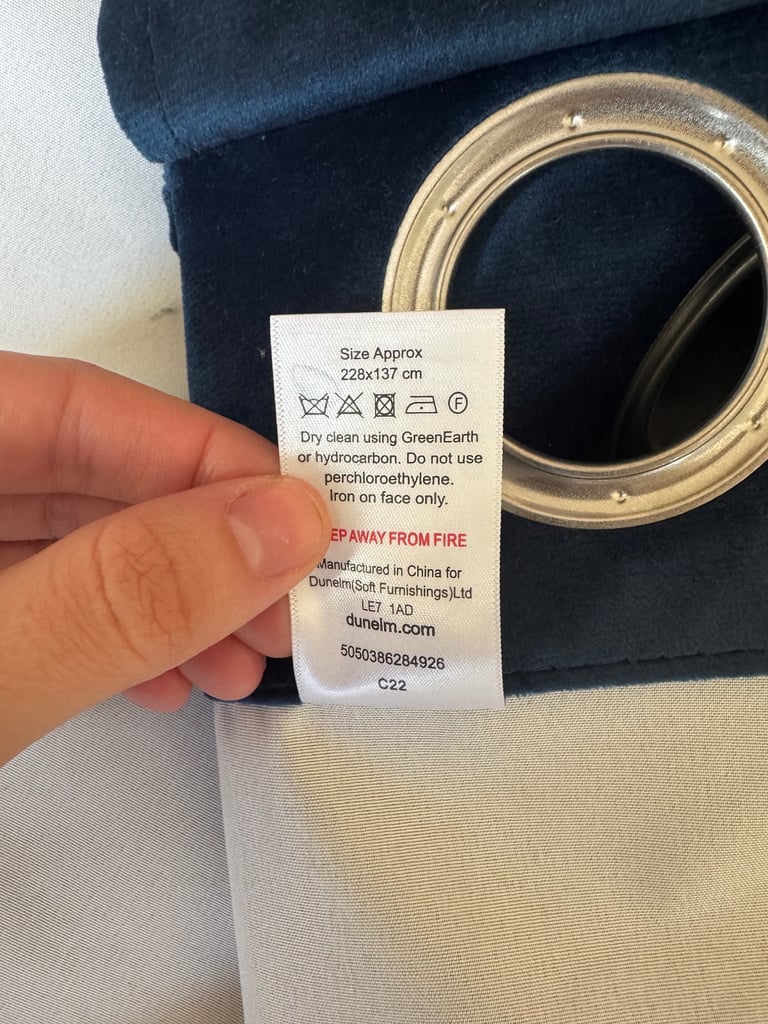 Size Approx
228x137 cm
F
Dry clean using GreenEarth
or hydrocarbon. Do not use
perchloroethylene.
Iron on face only.
AWAY FROM FIRE
Manufactured in China for
Dunelm(Soft Furnishings)Ltd
LE7 1AD
dunelm.com
5050386284926
C22